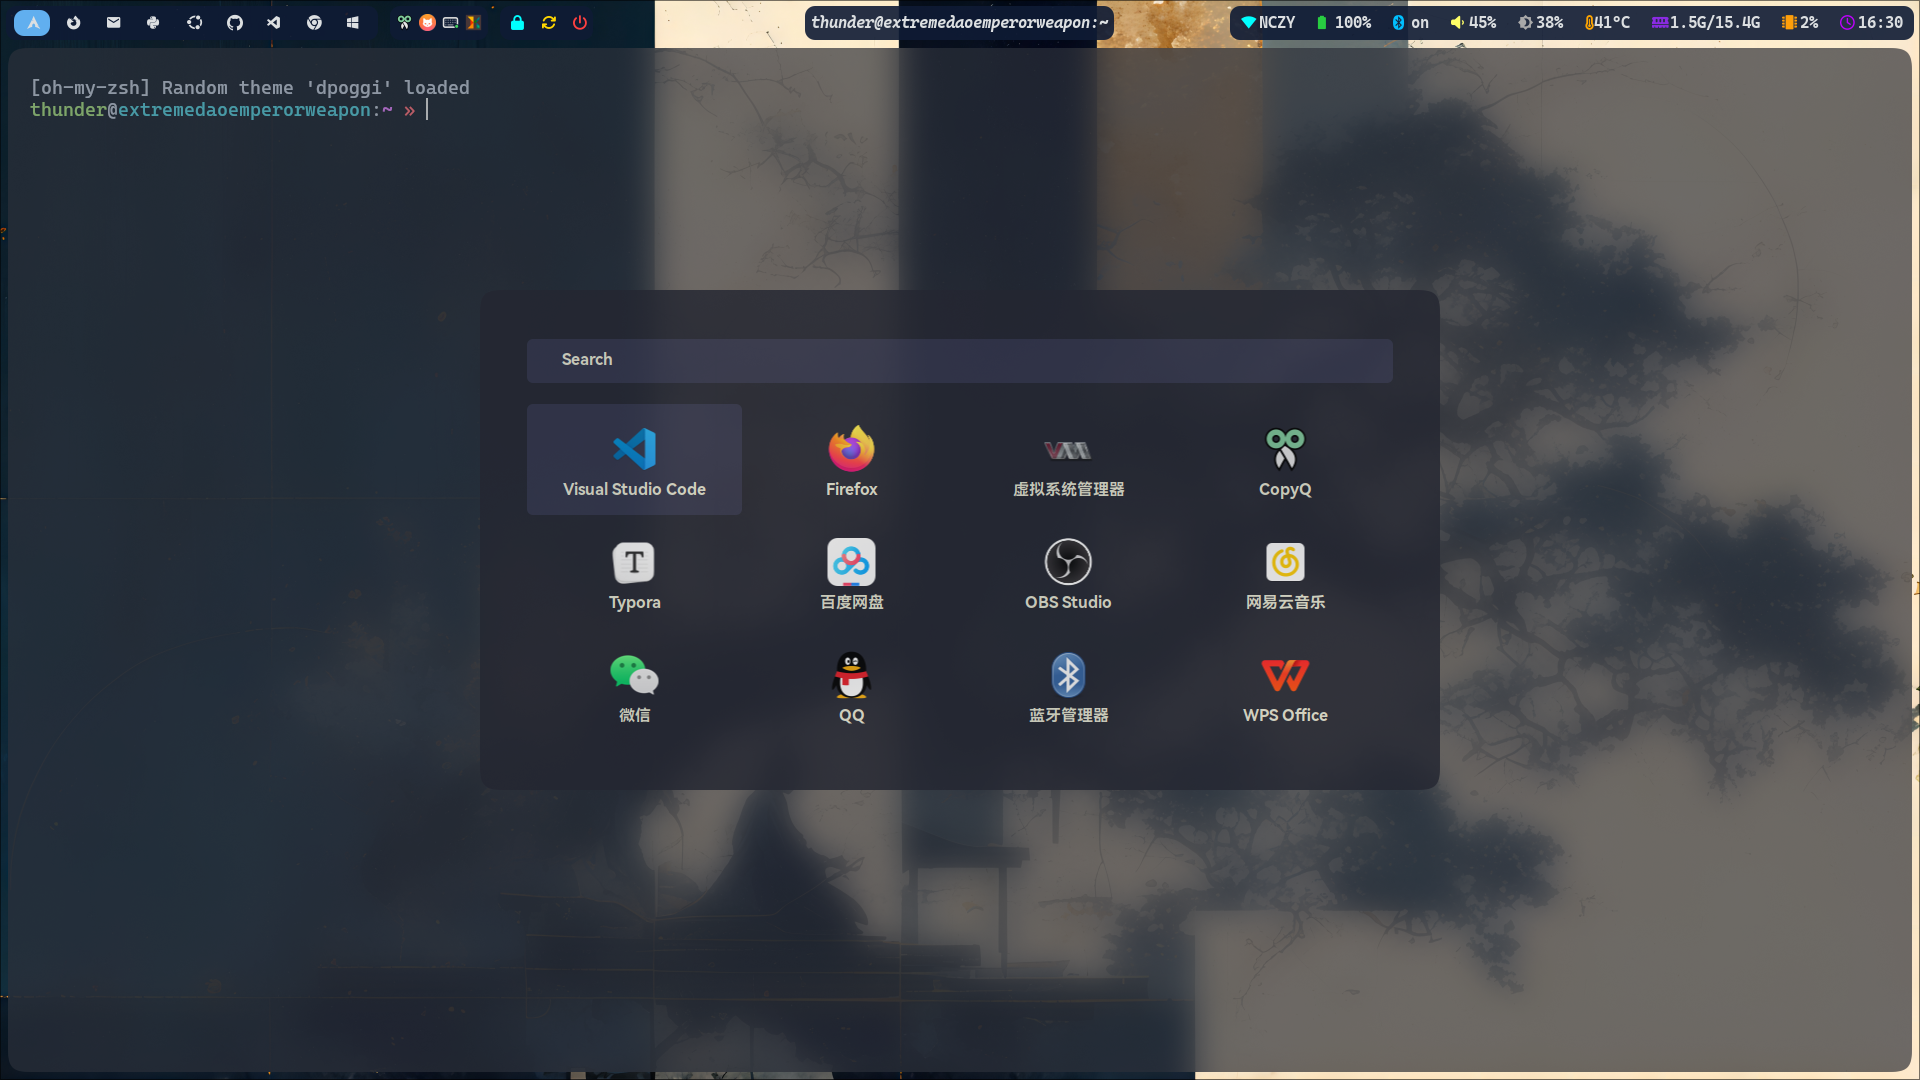 thunder@extremedaoemperorweapon:~
NCZY 100% on 45% 38% 41°C 1.5G/15.4G 2% 16:30
[oh-my-zsh] Random theme 'dpoggi' loaded
thunder@extremedaoemperorweapon:~ »
Search
Visual Studio Code
Firefox
虚拟系统管理器
CopyQ
Typora
百度网盘
OBS Studio
网易云音乐
微信
QQ
蓝牙管理器
WPS Office